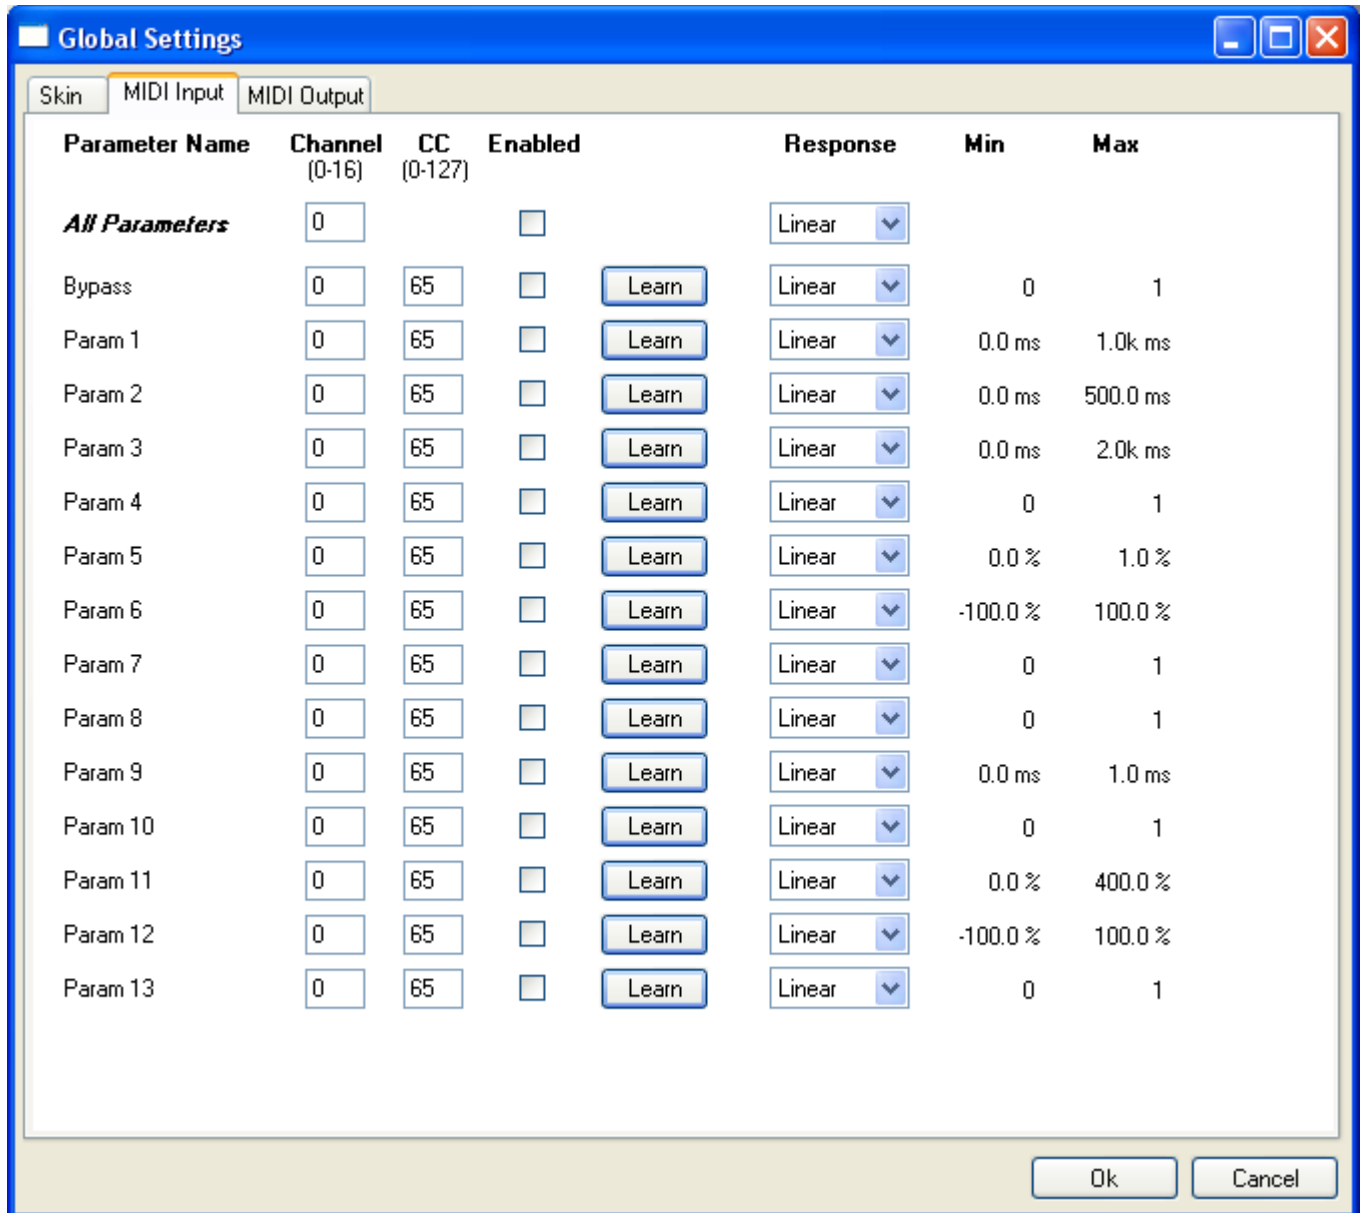 Global Settings
Skin MIDI Input MIDI Output
Parameter Name Channel CC Enabled Response Min Max
(0-16) (0-127)
All Parameters 0 Linear
Bypass 0 65 Learn Linear 0 1
Param 1 0 65 Learn Linear 0.0 ms 1.0k ms
Param 2 0 65 Learn Linear 0.0 ms 500.0 ms
Param 3 0 65 Learn Linear 0.0 ms 2.0k ms
Param 4 0 65 Learn Linear 0 1
Param 5 0 65 Learn Linear 0.0 % 1.0 %
Param 6 0 65 Learn Linear -100.0 % 100.0 %
Param 7 0 65 Learn Linear 0 1
Param 8 0 65 Learn Linear 0 1
Param 9 0 65 Learn Linear 0.0 ms 1.0 ms
Param 10 0 65 Learn Linear 0 1
Param 11 0 65 Learn Linear 0.0 % 400.0 %
Param 12 0 65 Learn Linear -100.0 % 100.0 %
Param 13 0 65 Learn Linear 0 1
Ok Cancel